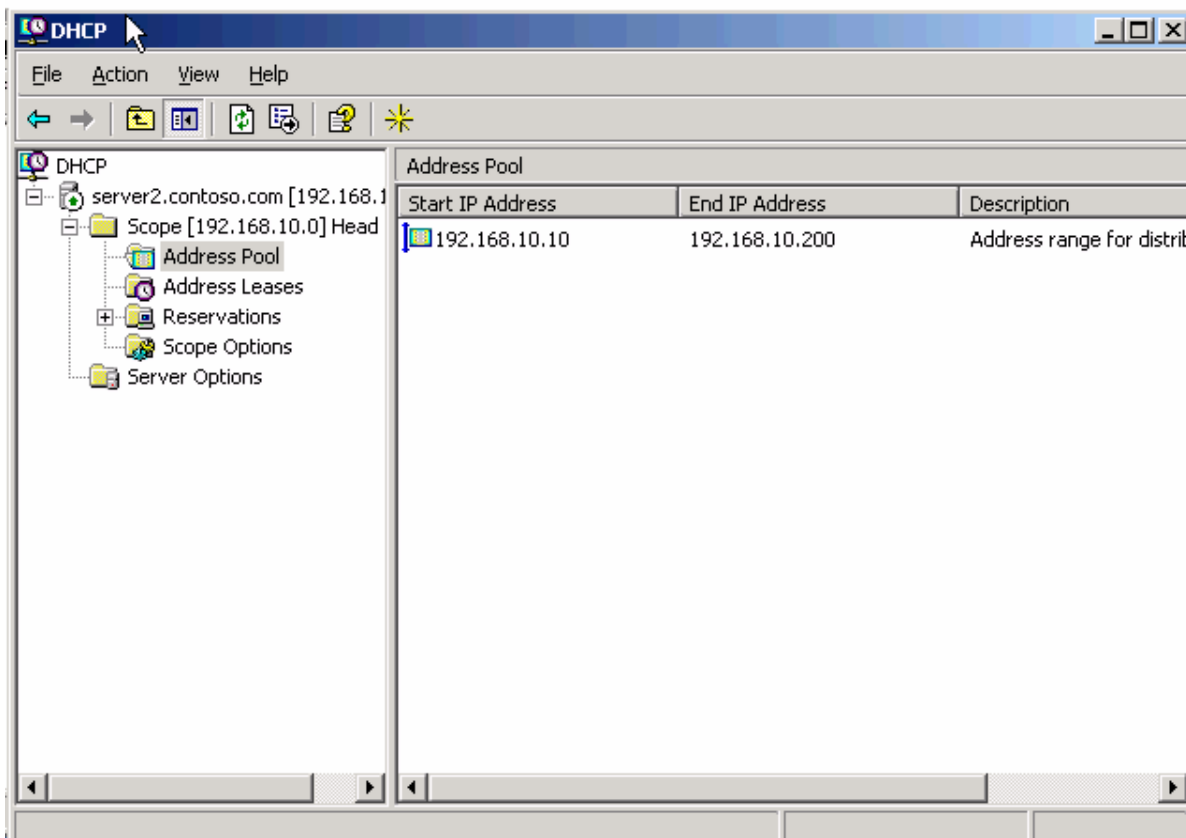 DHCP
File Action View Help
DHCP
server2.contoso.com [192.168.1
Scope [192.168.10.0] Head
Address Pool
Address Leases
Reservations
Scope Options
Server Options
Address Pool
Start IP Address End IP Address Description
192.168.10.10 192.168.10.200 Address range for distrib